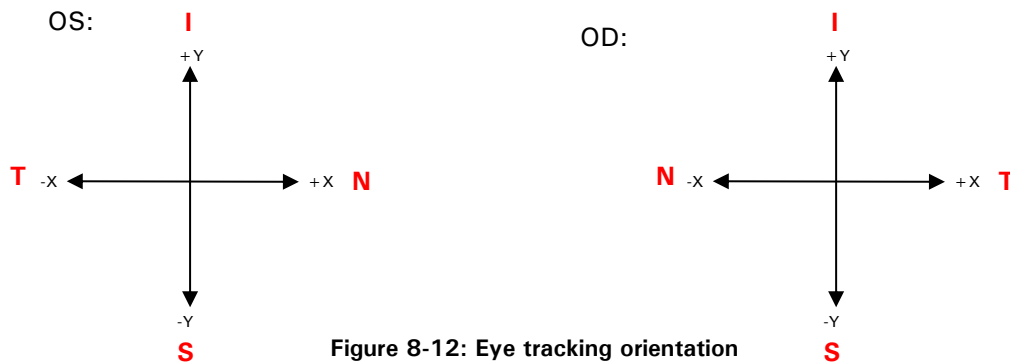 OS:
I
+Y
T -X +X N
-Y
S
OD:
I
+Y
N -X +X T
-Y
S
Figure 8-12: Eye tracking orientation